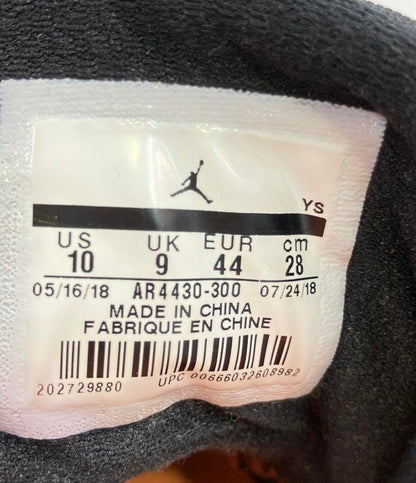 YS
US UK EUR cm
10 9 44 28
05/16/18 AR4430-300 07/24/18
MADE IN CHINA
FABRIQUE EN CHINE
202729880 UPC 00666032608982